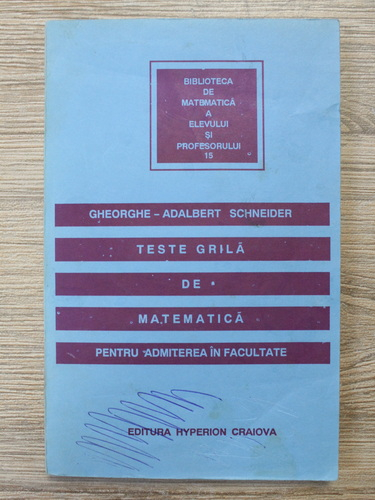 BIBLIOTECA
DE
MATEMATICĂ
A
ELEVULUI
ŞI
PROFESORULUI
15
GHEORGHE – ADALBERT SCHNEIDER
TESTE GRILĂ
DE
MATEMATICĂ
PENTRU ADMITEREA ÎN FACULTATE
EDITURA HYPERION CRAIOVA